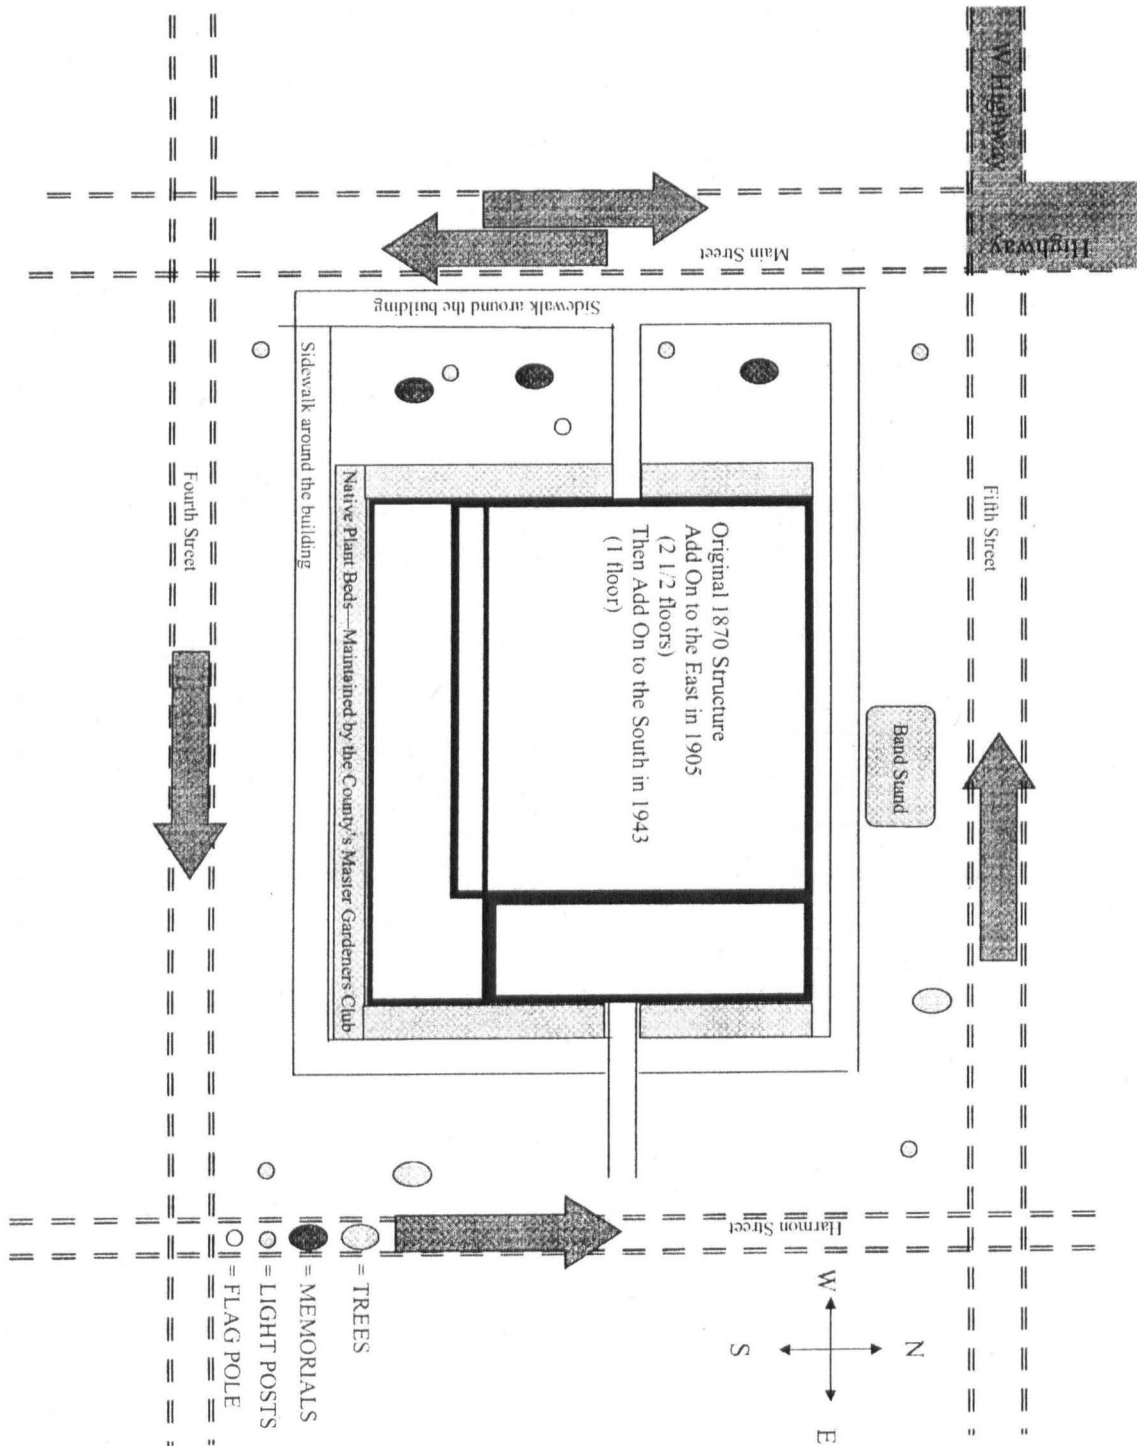 W Highway
Highway
Main Street
Sidewalk around the building
Sidewalk around the building
Fourth Street
Fifth Street
Native Plant Beds—Maintained by the County's Master Gardeners Club
Original 1870 Structure
Add On to the East in 1905
(2 1/2 floors)
Then Add On to the South in 1943
(1 floor)
Band Stand
Harmon Street
= TREES
= MEMORIALS
= LIGHT POSTS
= FLAG POLE
W
N
S
E